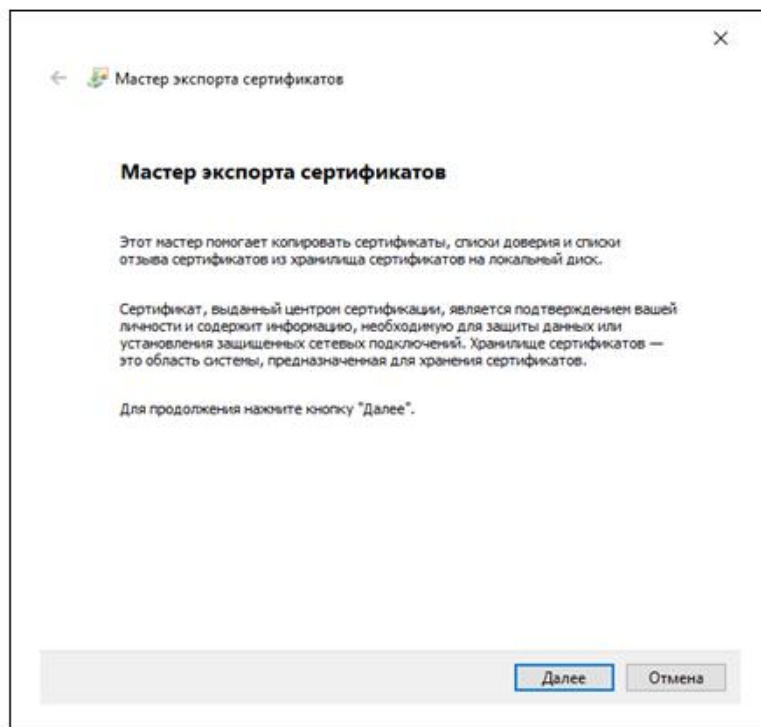 Мастер экспорта сертификатов
Мастер экспорта сертификатов
Этот мастер помогает копировать сертификаты, списки доверия и списки
отзыва сертификатов из хранилища сертификатов на локальный диск.
Сертификат, выданный центром сертификации, является подтверждением вашей
личности и содержит информацию, необходимую для защиты данных или
установления защищенных сетевых подключений. Хранилище сертификатов —
это область системы, предназначенная для хранения сертификатов.
Для продолжения нажмите кнопку "Далее".
Далее
Отмена